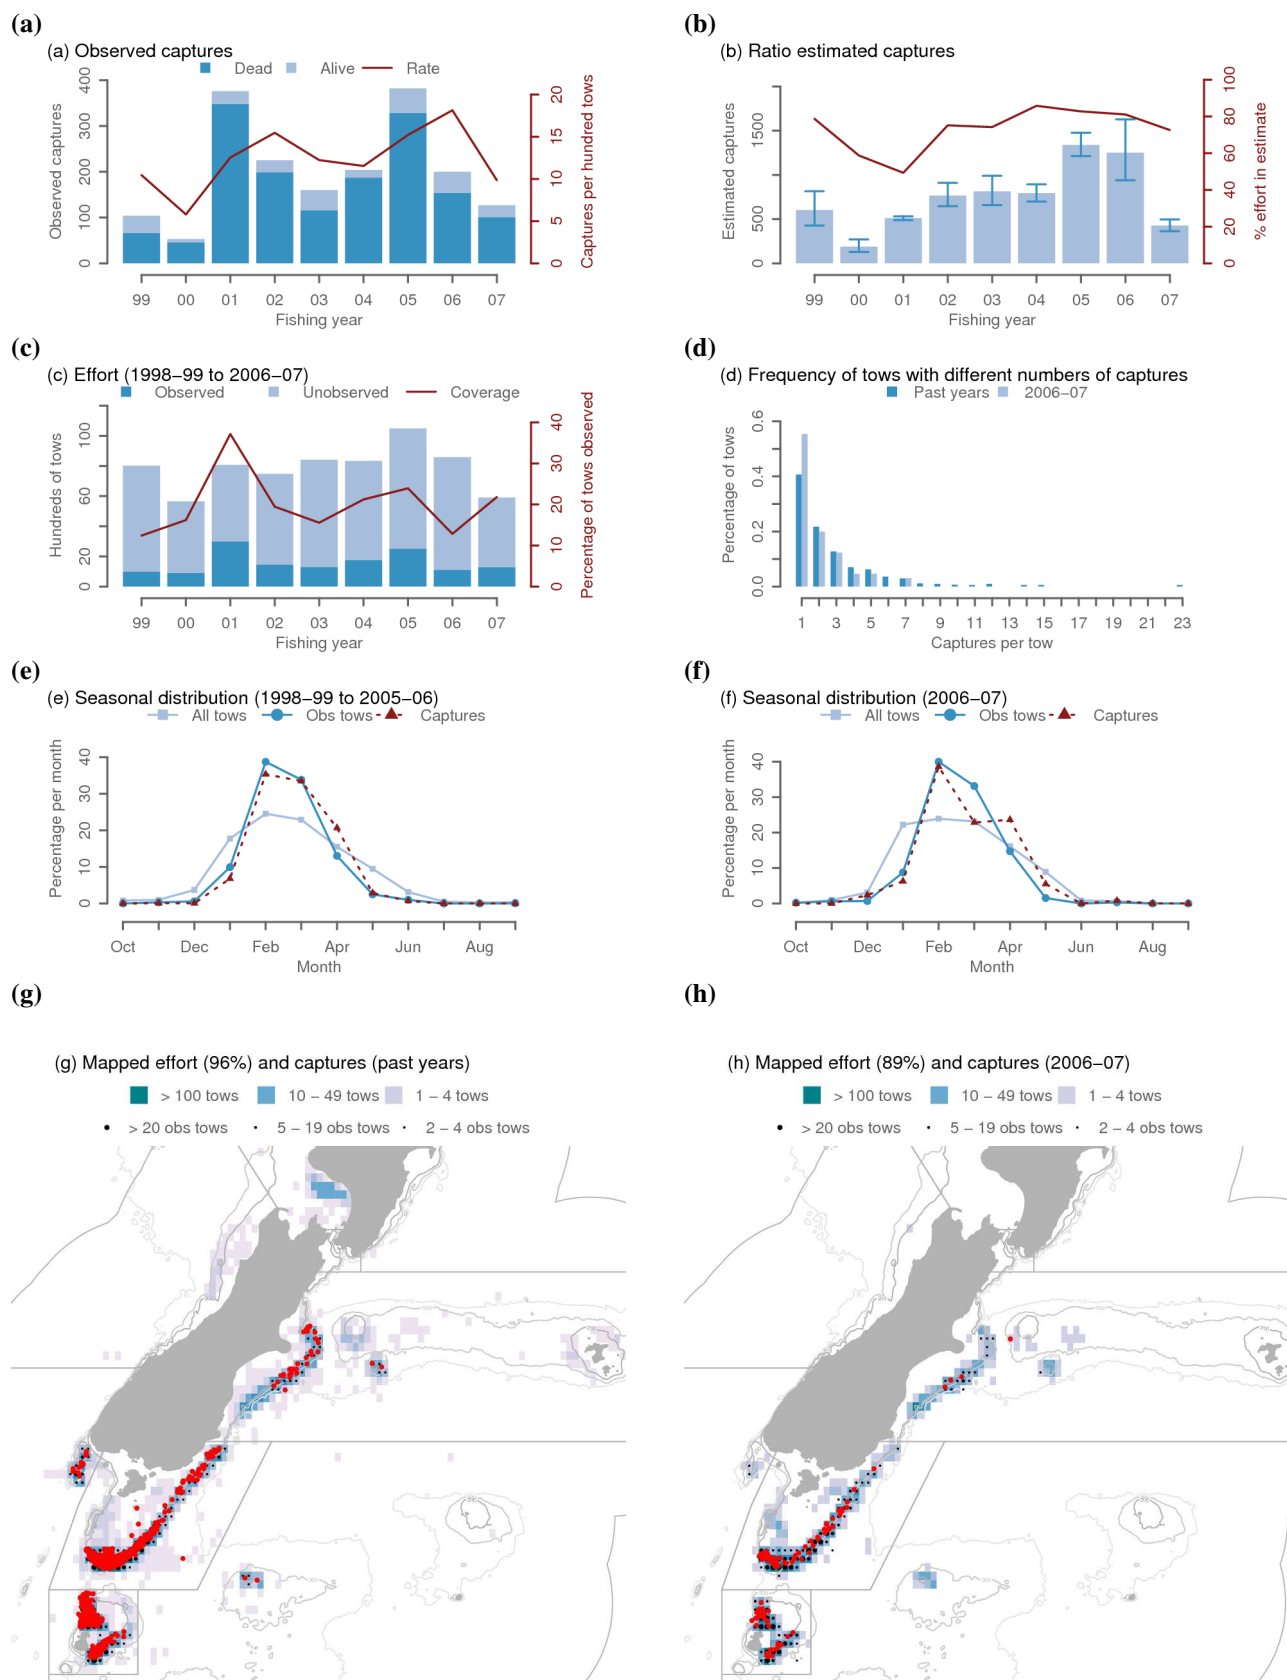 (a)
(a) Observed captures
Dead Alive Rate
Observed captures
0 100 200 300 400
Captures per hundred tows
0 5 10 15 20
99 00 01 02 03 04 05 06 07
Fishing year
(b)
(b) Ratio estimated captures
Estimated captures
0 500 1500
% effort in estimate
0 20 40 60 80 100
99 00 01 02 03 04 05 06 07
Fishing year
(c)
(c) Effort (1998−99 to 2006−07)
Observed Unobserved Coverage
Hundreds of tows
0 20 60 100
Percentage of tows observed
0 10 20 30 40
99 00 01 02 03 04 05 06 07
Fishing year
(d)
(d) Frequency of tows with different numbers of captures
Past years 2006−07
Percentage of tows
0.0 0.2 0.4 0.6
1 3 5 7 9 11 13 15 17 19 21 23
Captures per tow
(e)
(e) Seasonal distribution (1998−99 to 2005−06)
All tows Obs tows Captures
Percentage per month
0 10 20 30 40
Oct Dec Feb Apr Jun Aug
Month
(f)
(f) Seasonal distribution (2006−07)
All tows Obs tows Captures
Percentage per month
0 10 20 30 40
Oct Dec Feb Apr Jun Aug
Month
(g)
(g) Mapped effort (96%) and captures (past years)
> 100 tows 10 − 49 tows 1 − 4 tows
> 20 obs tows 5 − 19 obs tows 2 − 4 obs tows
(h)
(h) Mapped effort (89%) and captures (2006−07)
> 100 tows 10 − 49 tows 1 − 4 tows
> 20 obs tows 5 − 19 obs tows 2 − 4 obs tows